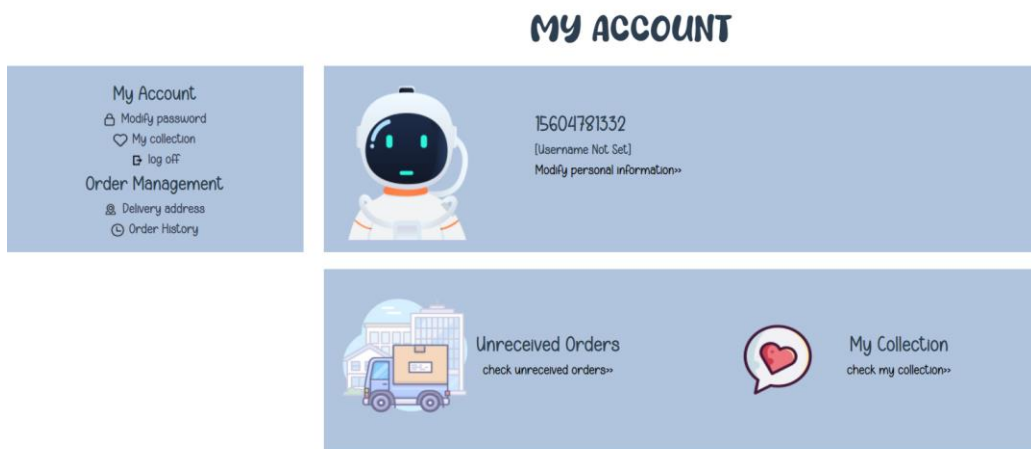 MY ACCOUNT
My Account
Modify password
My collection
log off
Order Management
Delivery address
Order History
15604781332
[Username Not Set]
Modify personal information>>
Unreceived Orders
check unreceived orders>>
My Collection
check my collection>>